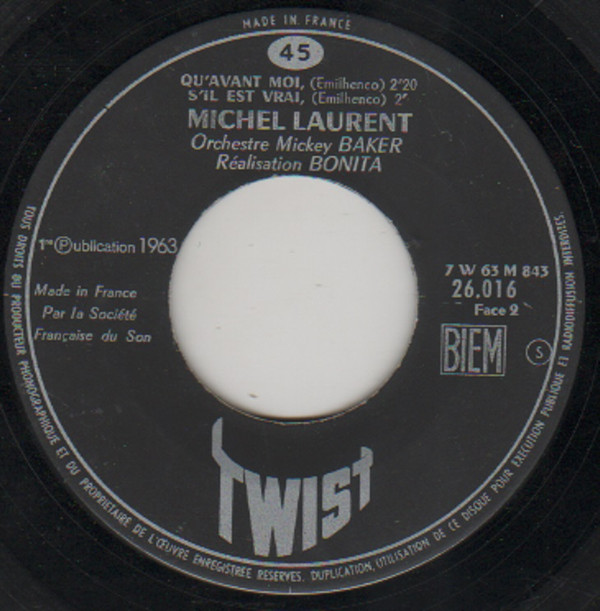 MADE IN FRANCE
45
QU'AVANT MOI, (Emilhenco) 2"20
S'IL EST VRAI, (Emilhenco) 2"
MICHEL LAURENT
Orchestre Mickey BAKER
Réalisation BONITA
1re Ⓟublication 1963
Made in France
Par la Société
Française du Son
7 W 63 M 843
26.016
Face 2
BIEM
S
TWIST
TOUS DROITS DU PRODUCTEUR PHONOGRAPHIQUE ET DU PROPRIETAIRE DE L'ŒUVRE ENREGISTREE RESERVES. DUPLICATION, UTILISATION DE CE DISQUE POUR EXECUTION PUBLIQUE ET RADIODIFFUSION INTERDITES.